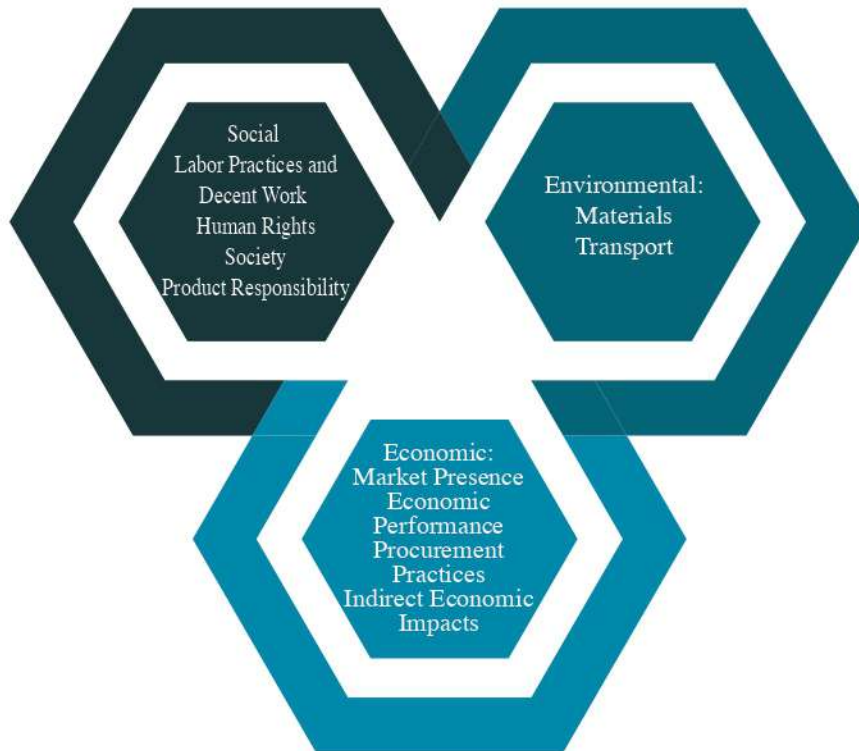 Social
Labor Practices and
Decent Work
Human Rights
Society
Product Responsibility
Environmental:
Materials
Transport
Economic:
Market Presence
Economic
Performance
Procurement
Practices
Indirect Economic
Impacts